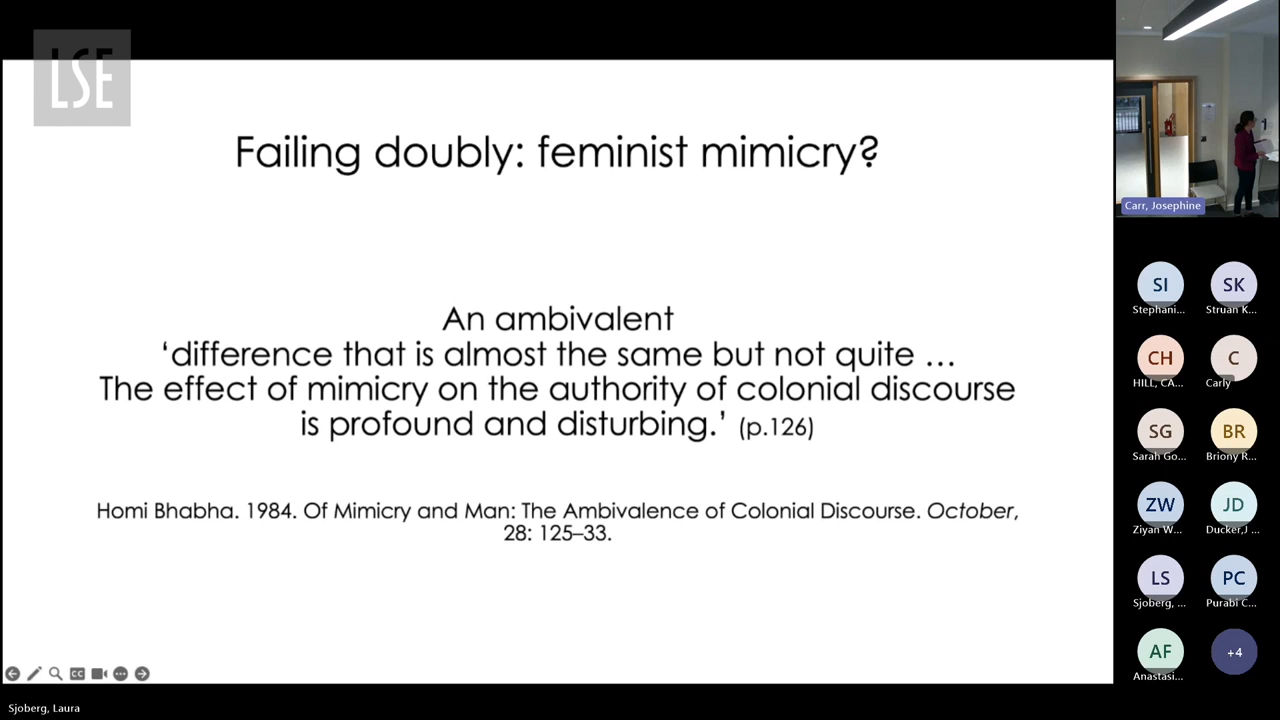 LSE
Failing doubly: feminist mimicry?
An ambivalent
‘difference that is almost the same but not quite …
The effect of mimicry on the authority of colonial discourse
is profound and disturbing.’ (p.126)
Homi Bhabha. 1984. Of Mimicry and Man: The Ambivalence of Colonial Discourse. October,
28: 125–33.
Carr, Josephine
SI
Stephani...
SK
Struan K...
CH
HILL, CA...
C
Carly
SG
Sarah Go...
BR
Briony R...
ZW
Ziyan W...
JD
Ducker,J ...
LS
Sjoberg, ...
PC
Purabi C...
AF
Anastasi...
+4
CC
Sjoberg, Laura